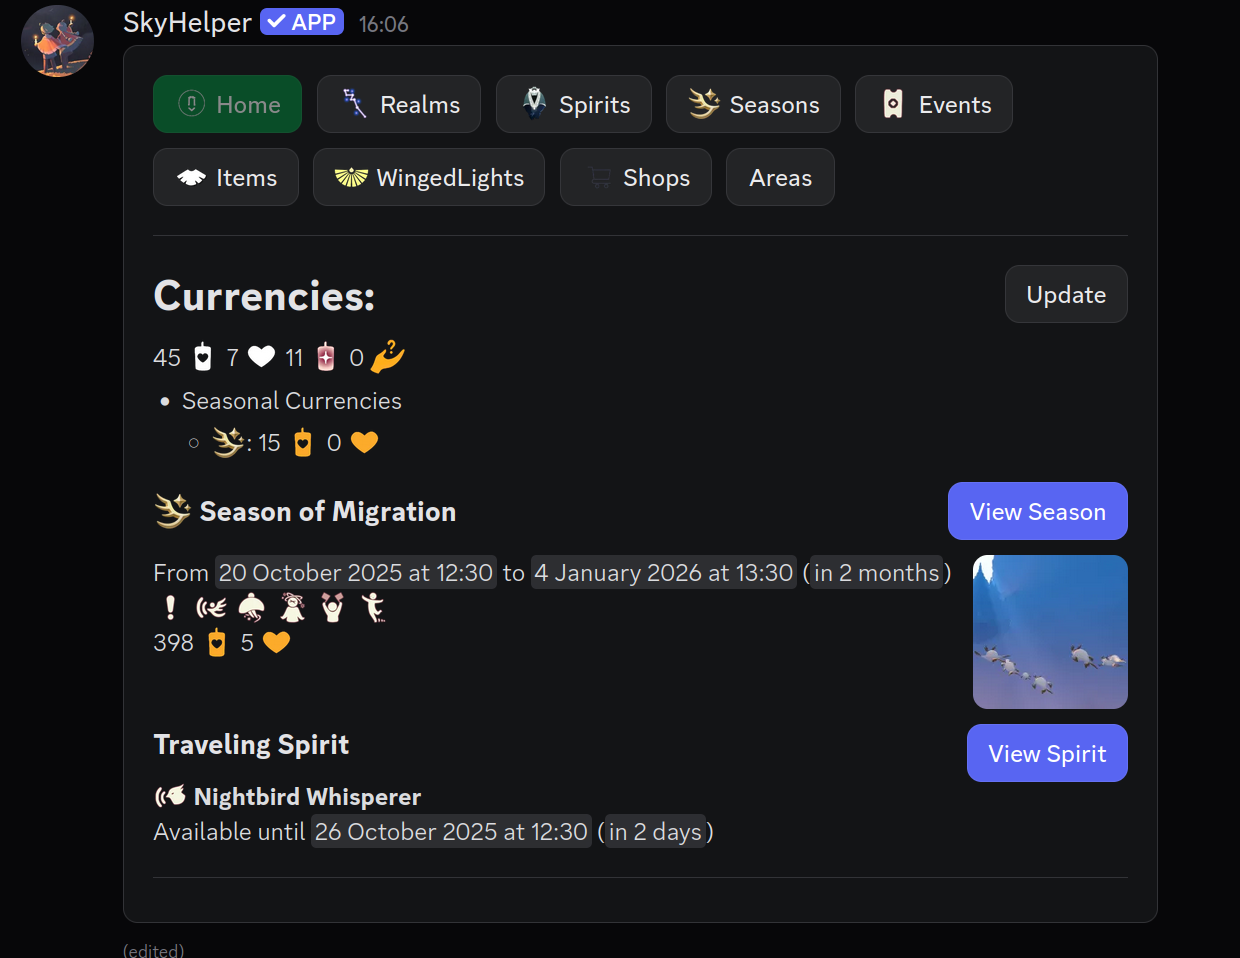 SkyHelper APP 16:06
Home Realms Spirits Seasons Events
Items WingedLights Shops Areas
Currencies: Update
45 7 11 0
Seasonal Currencies
: 15 0
Season of Migration View Season
From 20 October 2025 at 12:30 to 4 January 2026 at 13:30 (in 2 months)
398 5
Traveling Spirit View Spirit
Nightbird Whisperer
Available until 26 October 2025 at 12:30 (in 2 days)
(edited)